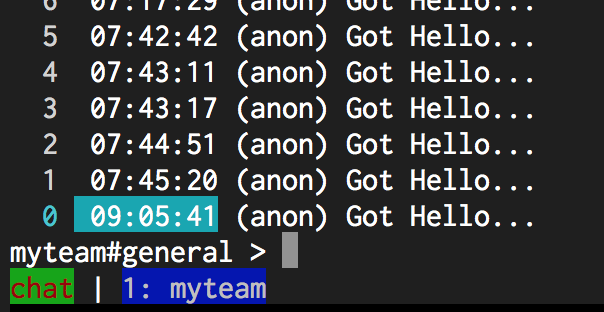 6 07:17:29 (anon) Got Hello...
5 07:42:42 (anon) Got Hello...
4 07:43:11 (anon) Got Hello...
3 07:43:17 (anon) Got Hello...
2 07:44:51 (anon) Got Hello...
1 07:45:20 (anon) Got Hello...
0 09:05:41 (anon) Got Hello...
myteam#general >
chat | 1: myteam